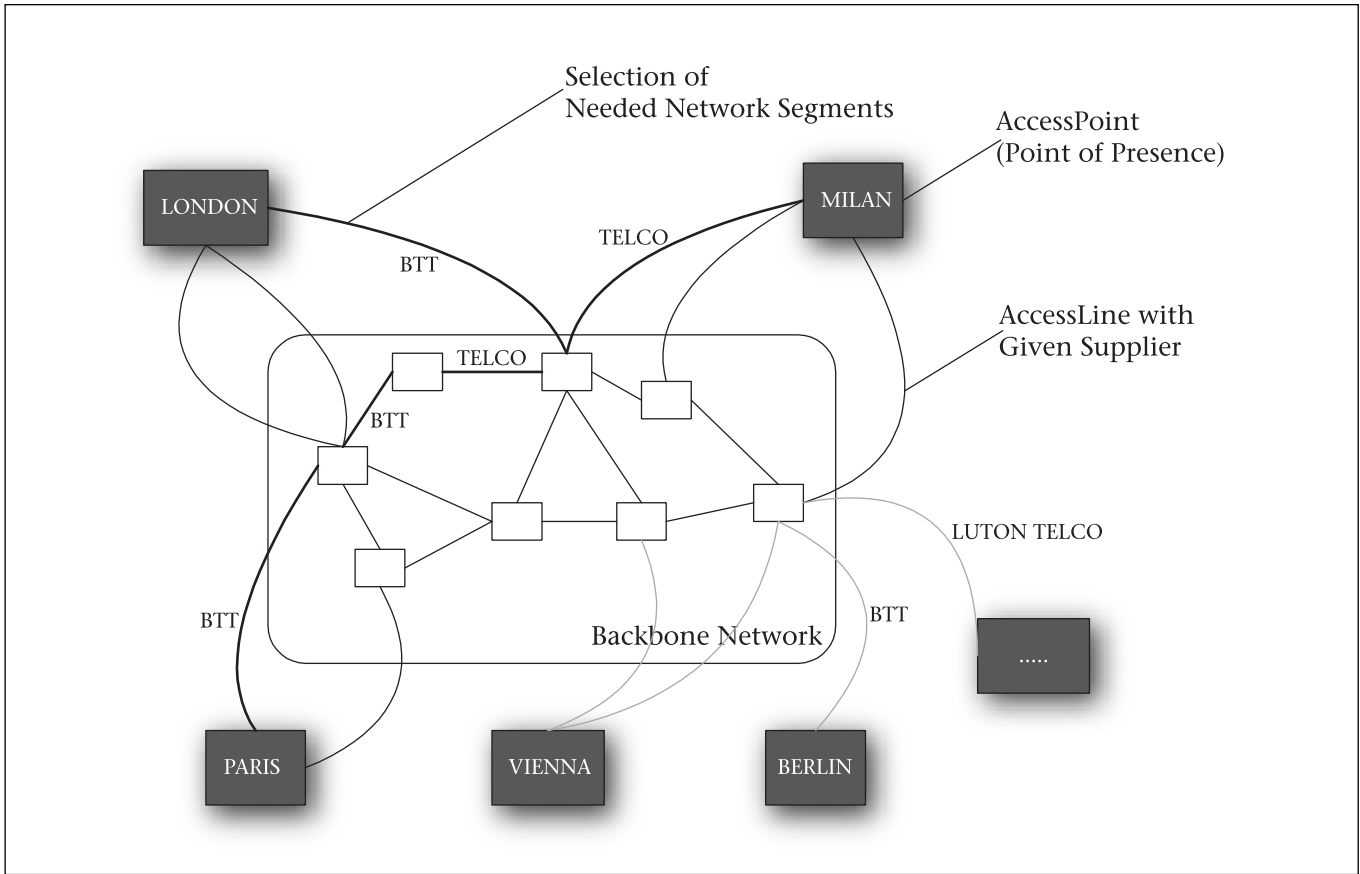 Selection of
Needed Network Segments
AccessPoint
(Point of Presence)
LONDON
MILAN
TELCO
BTT
AccessLine with
Given Supplier
TELCO
BTT
LUTON TELCO
BTT
BTT
Backbone Network
.....
PARIS
VIENNA
BERLIN